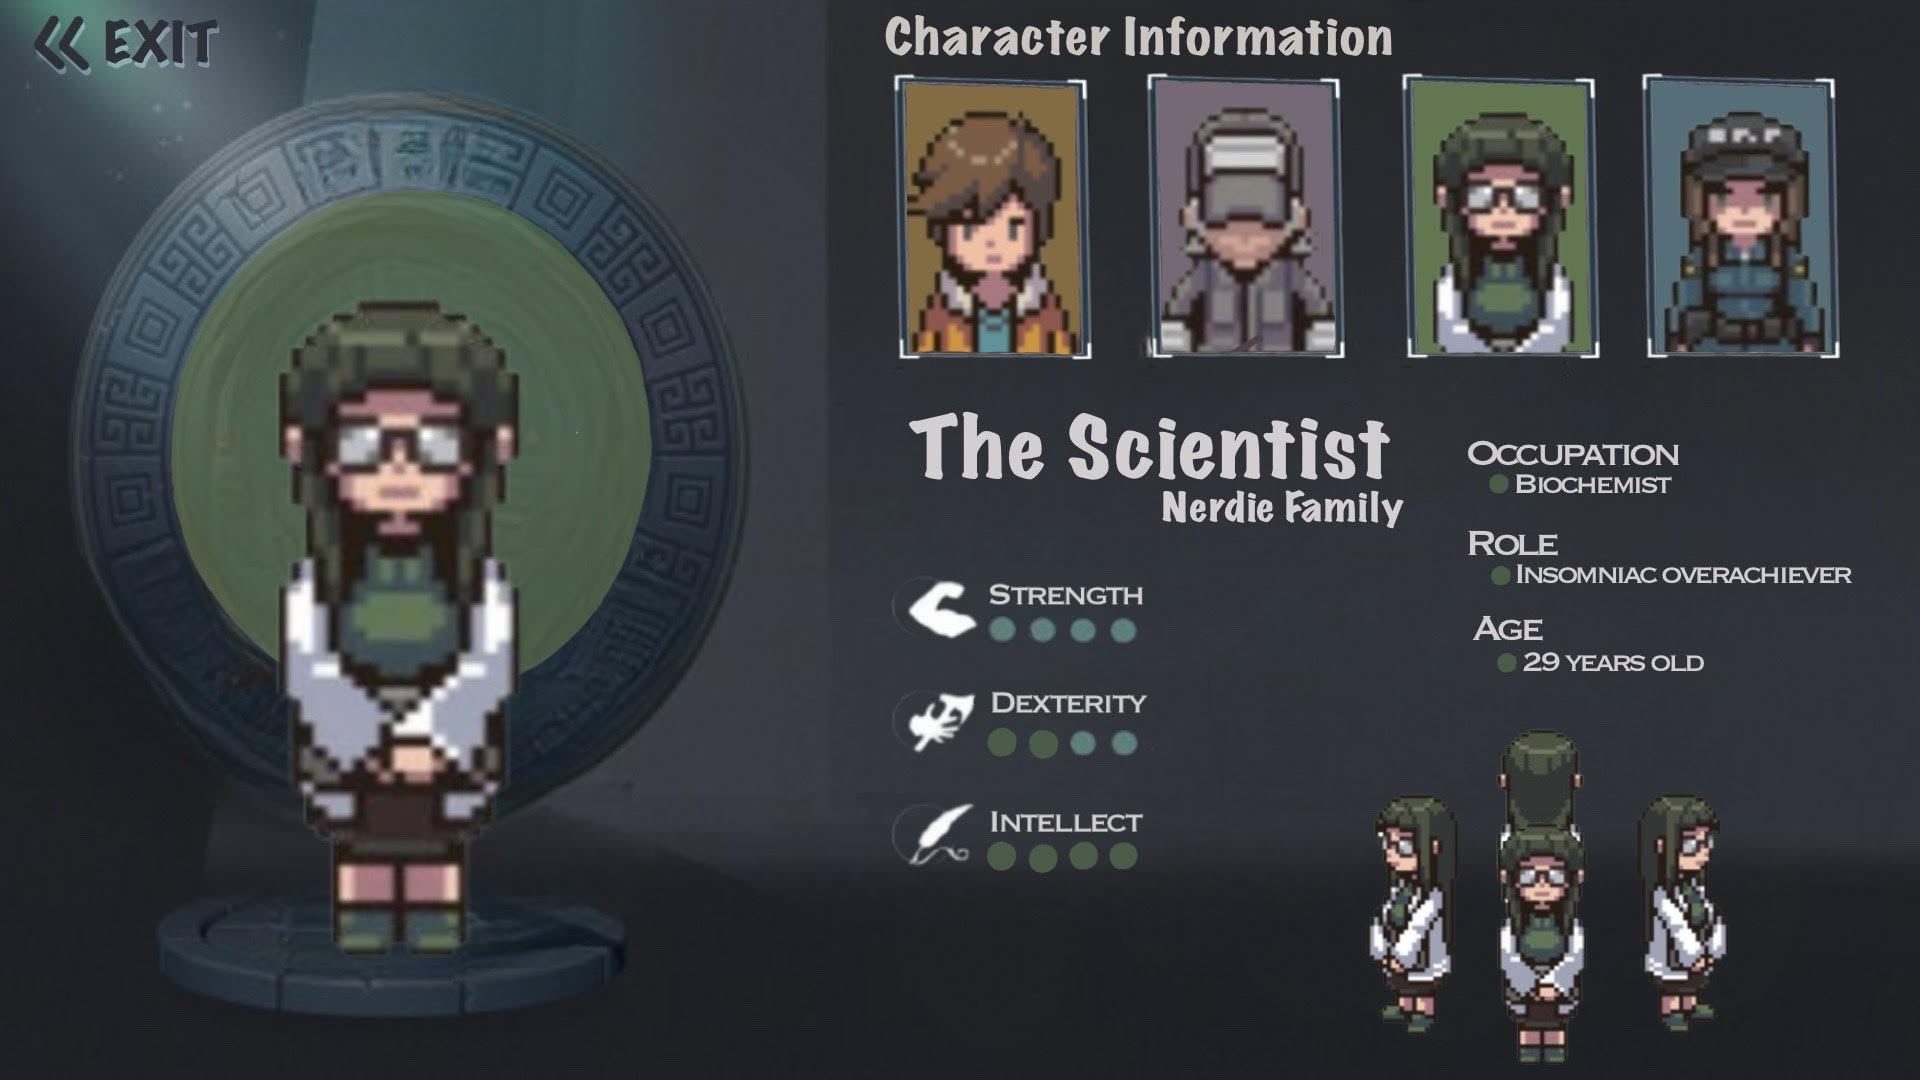 EXIT
Character Information
The Scientist
Nerdie Family
OCCUPATION
BIOCHEMIST
ROLE
INSOMNIAC OVERACHIEVER
AGE
29 YEARS OLD
STRENGTH
DEXTERITY
INTELLECT